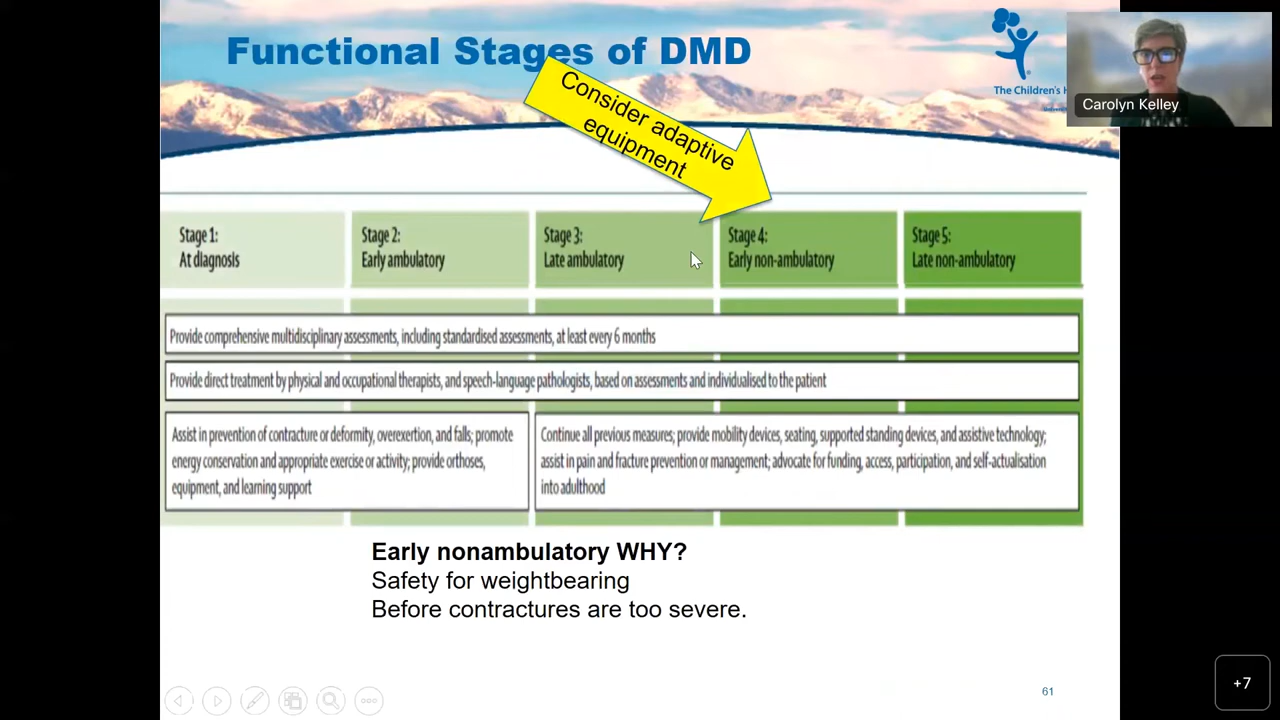 Functional Stages of DMD
The Children's H
Carolyn Kelley
Consider adaptive
equipment
Stage 1:
At diagnosis
Stage 2:
Early ambulatory
Stage 3:
Late ambulatory
Stage 4:
Early non-ambulatory
Stage 5:
Late non-ambulatory
Provide comprehensive multidisciplinary assessments, including standardised assessments, at least every 6 months
Provide direct treatment by physical and occupational therapists, and speech-language pathologists, based on assessments and individualised to the patient
Assist in prevention of contracture or deformity, overexertion, and falls; promote
energy conservation and appropriate exercise or activity; provide orthoses,
equipment, and learning support
Continue all previous measures; provide mobility devices, seating, supported standing devices, and assistive technology;
assist in pain and fracture prevention or management; advocate for funding, access, participation, and self-actualisation
into adulthood
Early nonambulatory WHY?
Safety for weightbearing
Before contractures are too severe.
61
+7